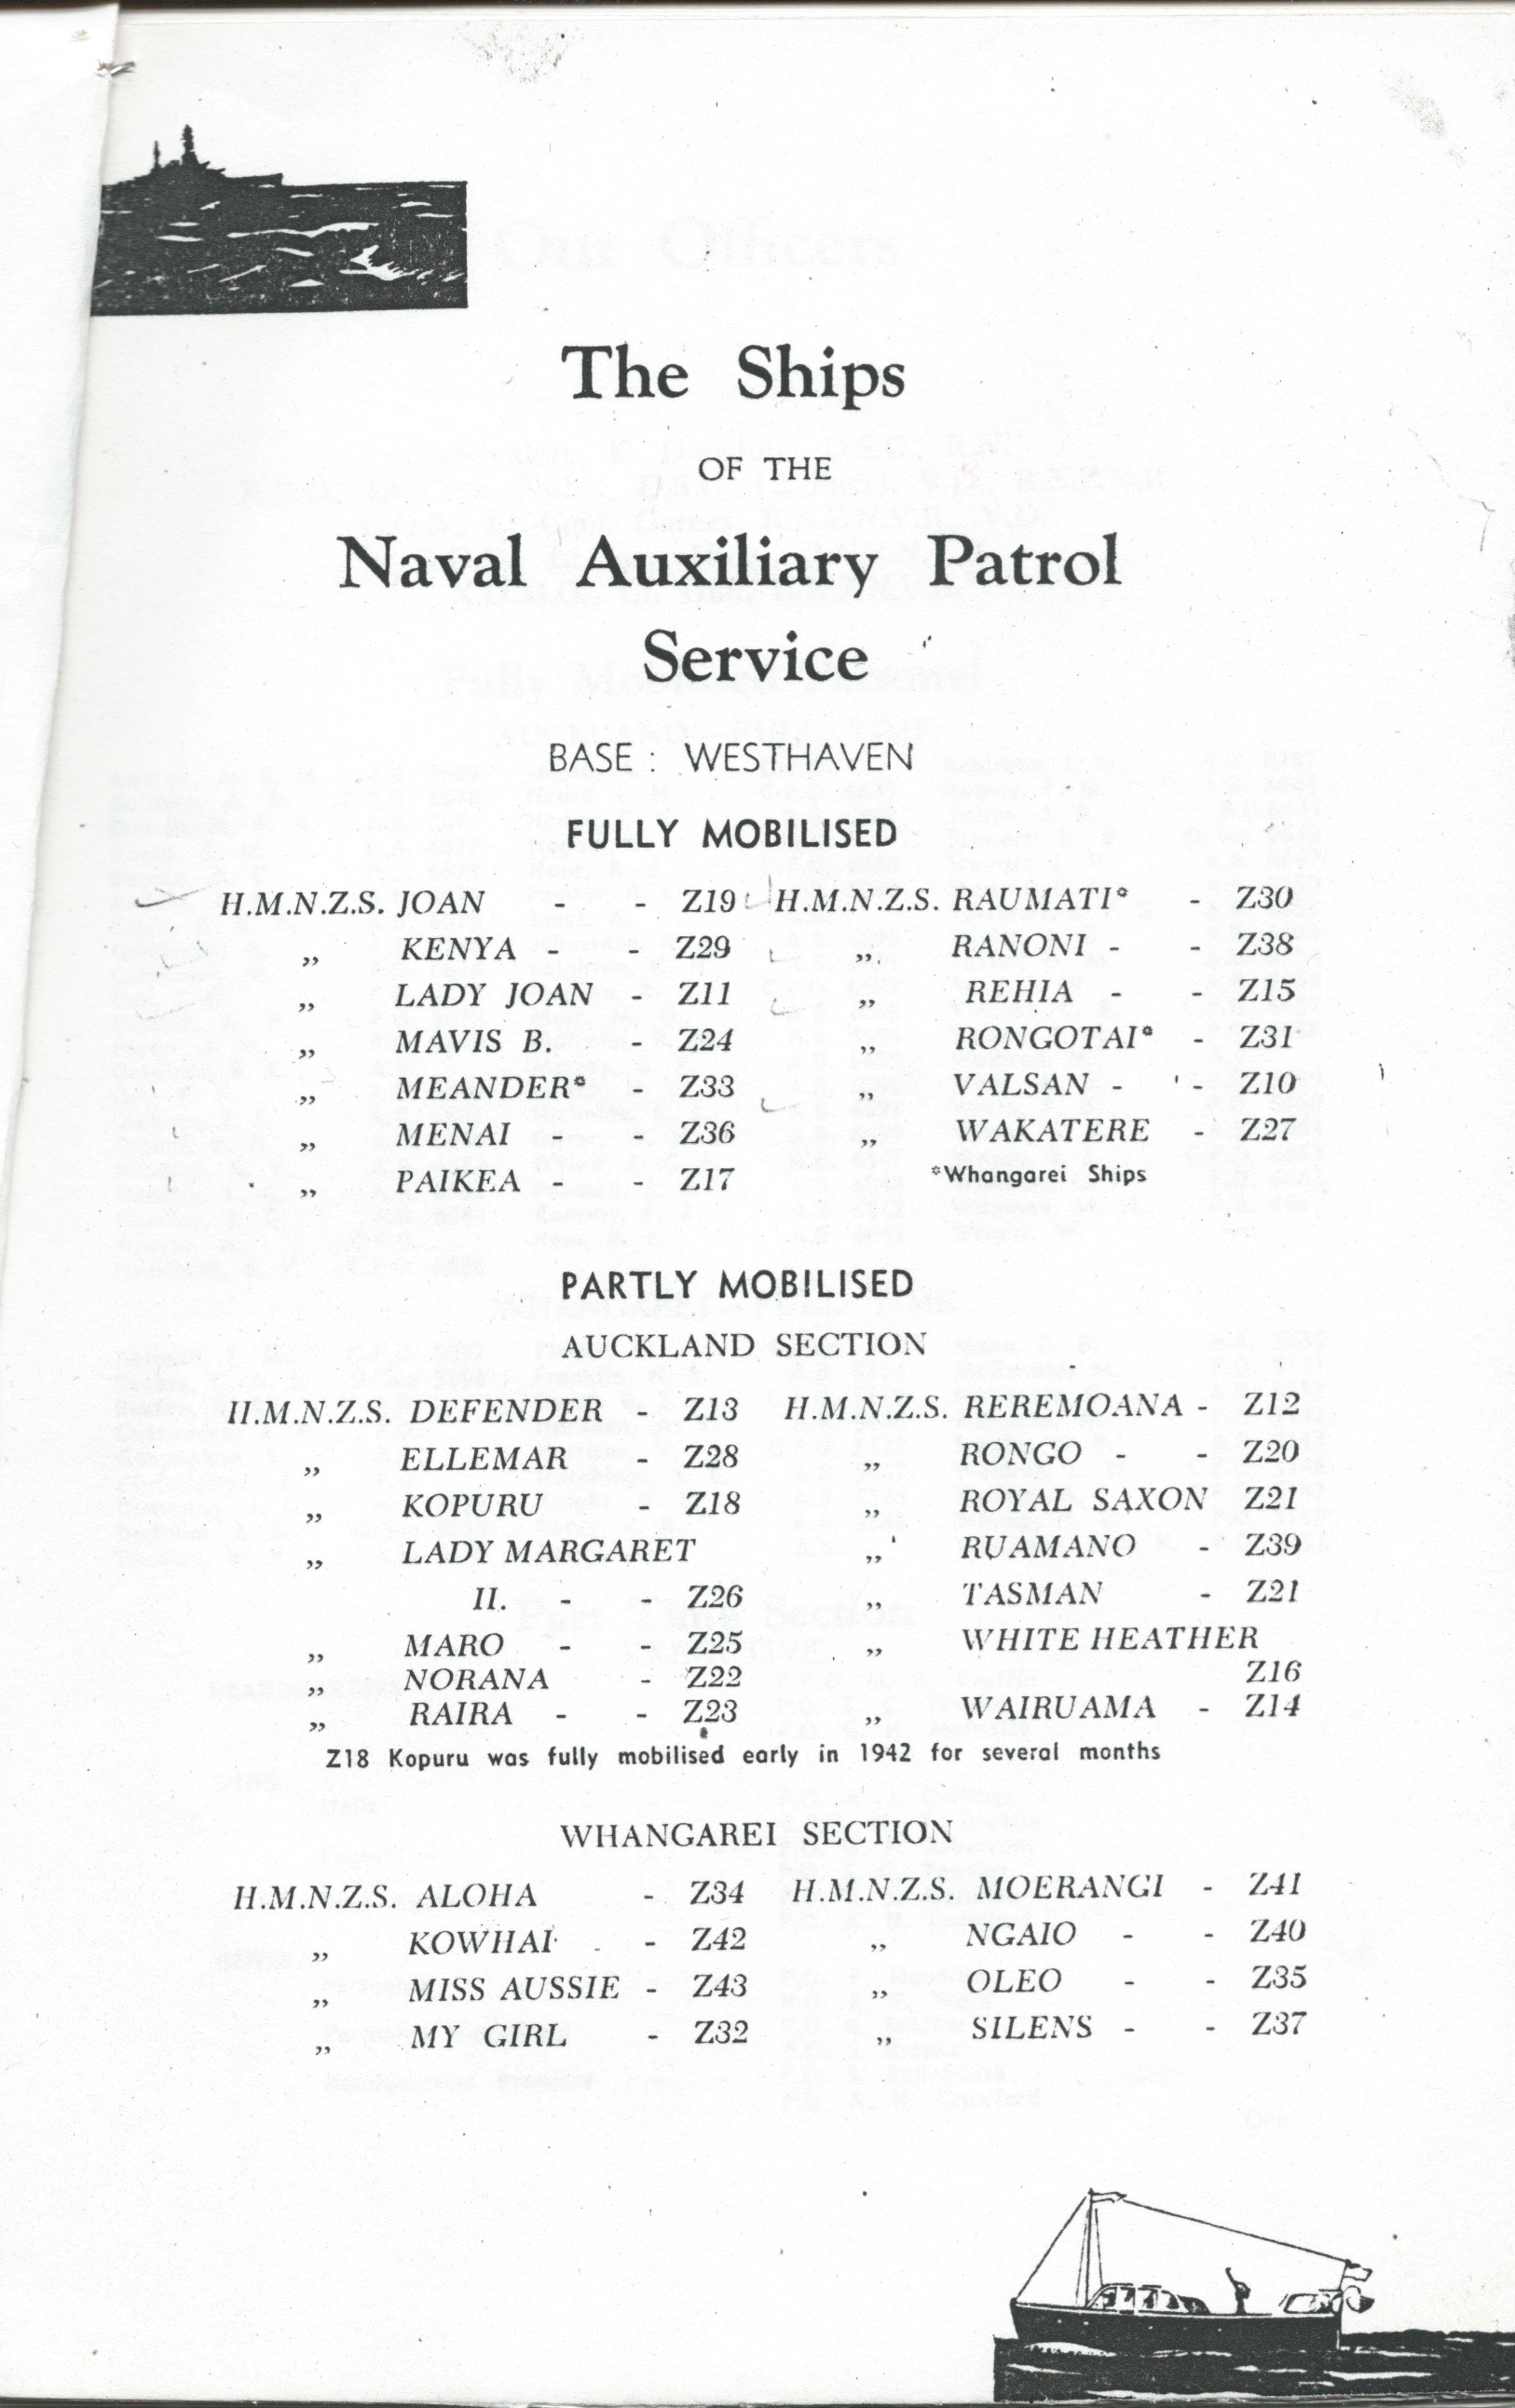 The Ships
OF THE
Naval Auxiliary Patrol
Service
BASE : WESTHAVEN
FULLY MOBILISED
H.M.N.Z.S. JOAN - - Z19 H.M.N.Z.S. RAUMATI* - Z30
„ KENYA - - Z29 „ RANONI - - Z38
„ LADY JOAN - Z11 „ REHIA - - Z15
„ MAVIS B. - Z24 „ RONGOTAI* - Z31
„ MEANDER* - Z33 „ VALSAN - - Z10
„ MENAI - - Z36 „ WAKATERE - Z27
„ PAIKEA - - Z17 *Whangarei Ships
PARTLY MOBILISED
AUCKLAND SECTION
H.M.N.Z.S. DEFENDER - Z13 H.M.N.Z.S. REREMOANA - Z12
„ ELLEMAR - Z28 „ RONGO - - Z20
„ KOPURU - Z18 „ ROYAL SAXON Z21
„ LADY MARGARET „ RUAMANO - Z39
II. - - Z26 „ TASMAN - Z21
„ MARO - - Z25 „ WHITE HEATHER
„ NORANA - Z22 Z16
„ RAIRA - - Z23 „ WAIRUAMA - Z14
Z18 Kopuru was fully mobilised early in 1942 for several months
WHANGAREI SECTION
H.M.N.Z.S. ALOHA - Z34 H.M.N.Z.S. MOERANGI - Z41
„ KOWHAI - Z42 „ NGAIO - - Z40
„ MISS AUSSIE - Z43 „ OLEO - - Z35
„ MY GIRL - Z32 „ SILENS - - Z37